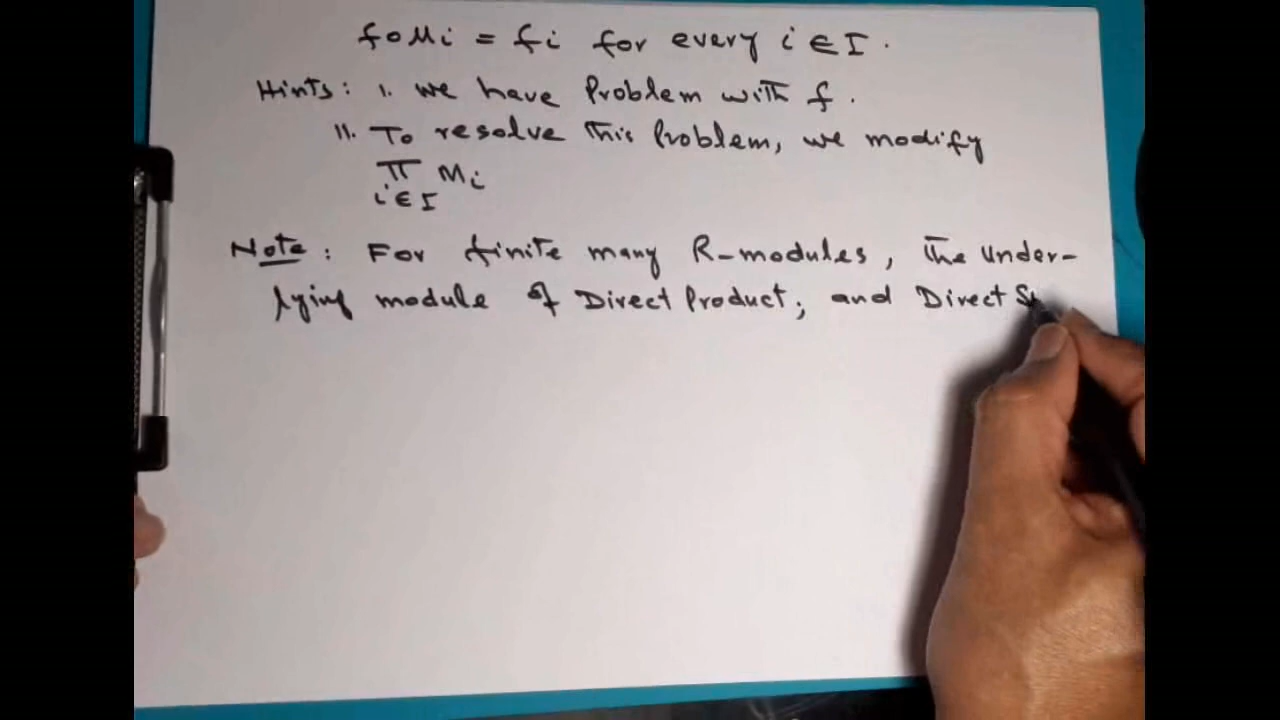 foMi = fi for every i ∈ I.
Hints: i. we have Problem with f.
ii. To resolve this Problem, we modify
∏ Mi
i∈I
Note: For finite many R-modules, The Under-
lying module of Direct Product; and Direct S